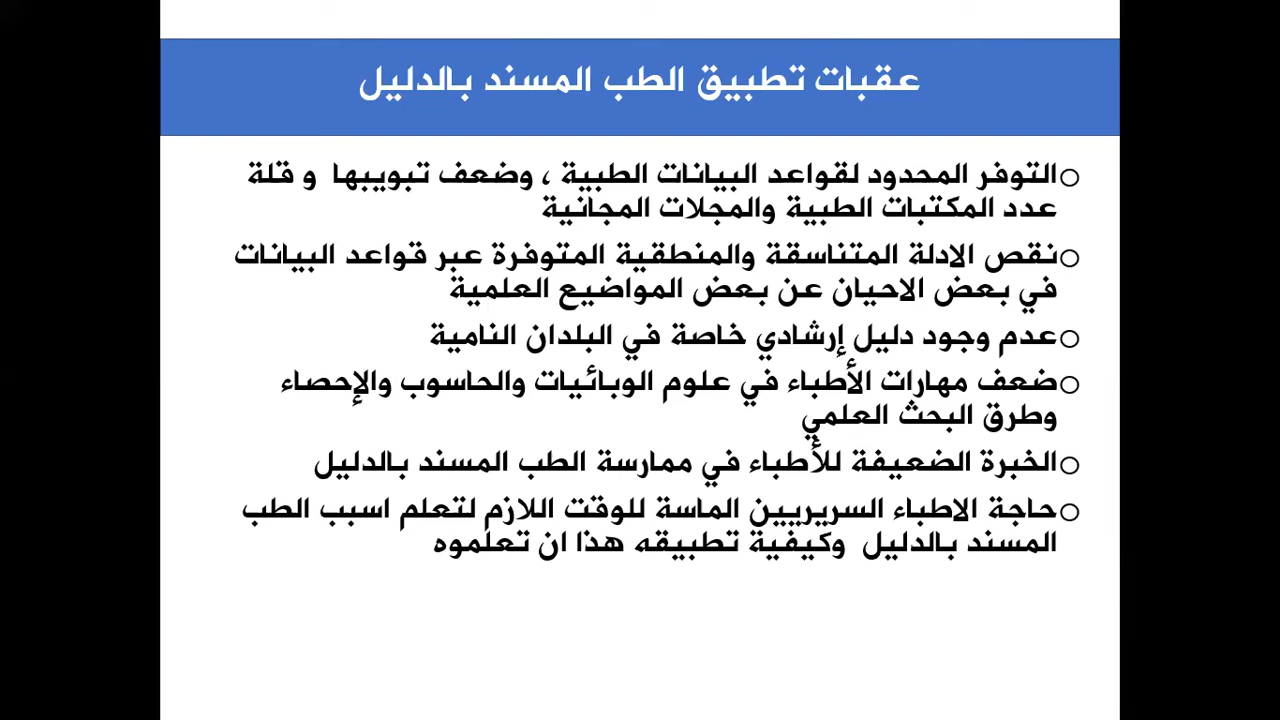 عقبات تطبيق الطب المسند بالدليل
التوفر المحدود لقواعد البيانات الطبية ، وضعف تبويبها و قلة
عدد المكتبات الطبية والمجلات المجانية
نقص الادلة المتناسقة والمنطقية المتوفرة عبر قواعد البيانات
في بعض الاحيان عن بعض المواضيع العلمية
عدم وجود دليل إرشادي خاصة في البلدان النامية
ضعف مهارات الأطباء في علوم الوبائيات والحاسوب والإحصاء
وطرق البحث العلمي
الخبرة الضعيفة للأطباء في ممارسة الطب المسند بالدليل
حاجة الاطباء السريريين الماسة للوقت اللازم لتعلم اسبب الطب
المسند بالدليل وكيفية تطبيقه هذا ان تعلموه